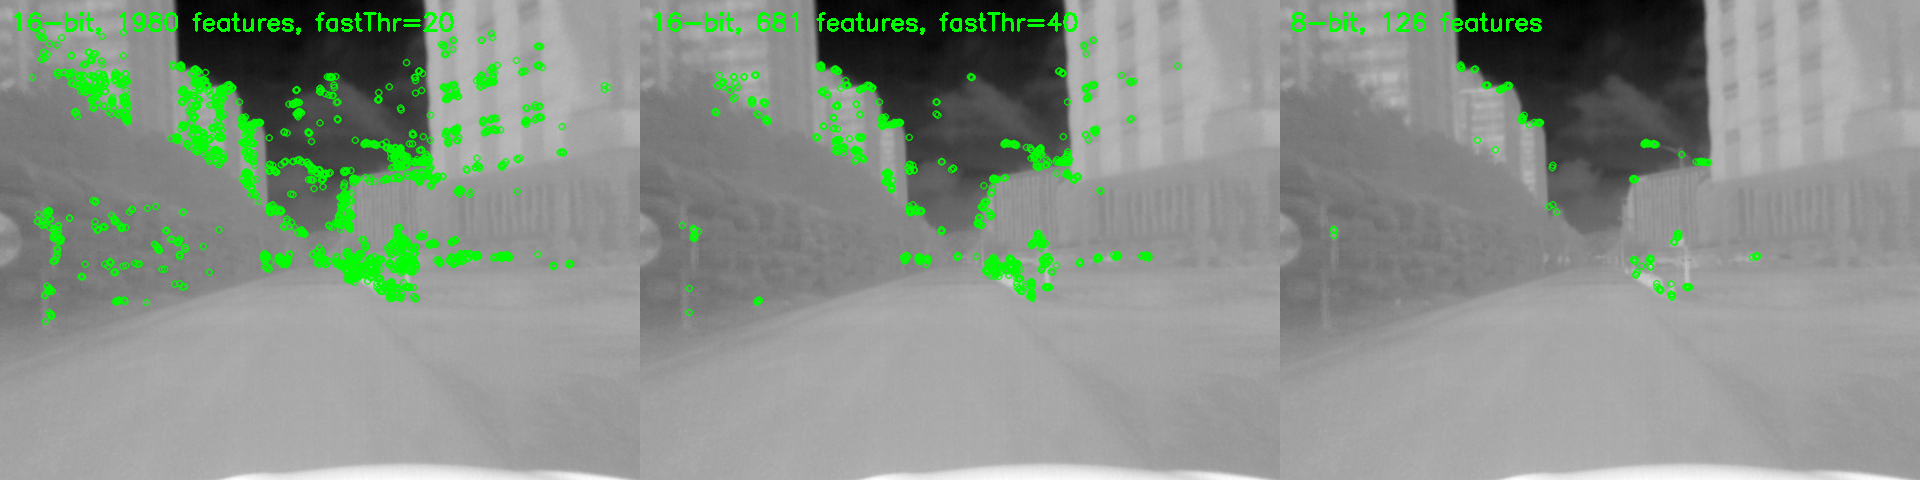 16-bit, 1980 features, fastThr=20
16-bit, 681 features, fastThr=40
8-bit, 126 features